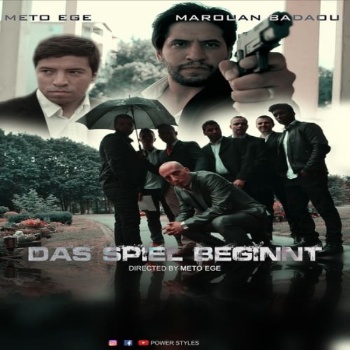 METO EGE
MAROUAN BADAOU
DAS SPIEL BEGINNT
DIRECTED BY METO EGE
POWER STYLES